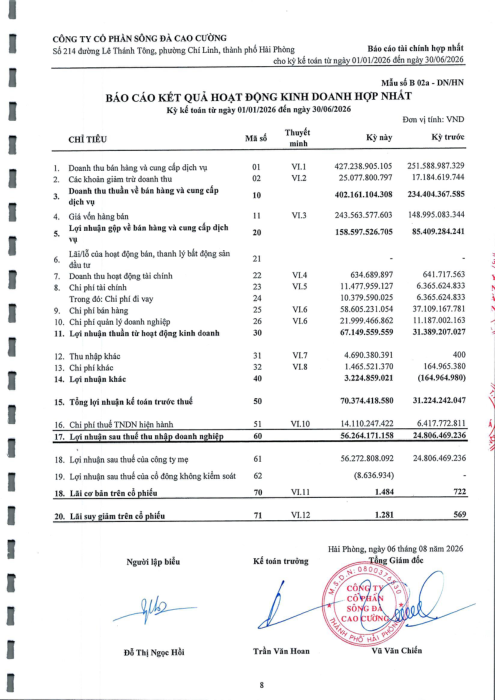 CÔNG TY CỔ PHẦN SÔNG ĐÀ CAO CƯỜNG
Số 214 đường Lê Thánh Tông, phường Chí Linh, thành phố Hải Phòng
Báo cáo tài chính hợp nhất
cho kỳ kế toán từ ngày 01/01/2026 đến ngày 30/06/2026
Mẫu số B 02a - DN/HN
BÁO CÁO KẾT QUẢ HOẠT ĐỘNG KINH DOANH HỢP NHẤT
Kỳ kế toán từ ngày 01/01/2026 đến ngày 30/06/2026
Đơn vị tính: VND
CHỈ TIÊU Mã số Thuyết minh Kỳ này Kỳ trước
1. Doanh thu bán hàng và cung cấp dịch vụ 01 VI.1 427.238.905.105 251.588.987.329
2. Các khoản giảm trừ doanh thu 02 VI.2 25.077.800.797 17.184.619.744
3. Doanh thu thuần về bán hàng và cung cấp dịch vụ 10 402.161.104.308 234.404.367.585
4. Giá vốn hàng bán 11 VI.3 243.563.577.603 148.995.083.344
5. Lợi nhuận gộp về bán hàng và cung cấp dịch vụ 20 158.597.526.705 85.409.284.241
6. Lãi/lỗ của hoạt động bán, thanh lý bất động sản đầu tư 21 - -
7. Doanh thu hoạt động tài chính 22 VI.4 634.689.897 641.717.563
8. Chi phí tài chính 23 VI.5 11.477.959.127 6.365.624.833
Trong đó: Chi phí đi vay 24 10.379.590.025 6.365.624.833
9. Chi phí bán hàng 25 VI.6 58.605.231.054 37.109.167.781
10. Chi phí quản lý doanh nghiệp 26 VI.6 21.999.466.862 11.187.002.163
11. Lợi nhuận thuần từ hoạt động kinh doanh 30 67.149.559.559 31.389.207.027
12. Thu nhập khác 31 VI.7 4.690.380.391 400
13. Chi phí khác 32 VI.8 1.465.521.370 164.965.380
14. Lợi nhuận khác 40 3.224.859.021 (164.964.980)
15. Tổng lợi nhuận kế toán trước thuế 50 70.374.418.580 31.224.242.047
16. Chi phí thuế TNDN hiện hành 51 VI.10 14.110.247.422 6.417.772.811
17. Lợi nhuận sau thuế thu nhập doanh nghiệp 60 56.264.171.158 24.806.469.236
18. Lợi nhuận sau thuế của công ty mẹ 61 56.272.808.092 24.806.469.236
19. Lợi nhuận sau thuế của cổ đông không kiểm soát 62 (8.636.934) -
18. Lãi cơ bản trên cổ phiếu 70 VI.11 1.484 722
20. Lãi suy giảm trên cổ phiếu 71 VI.12 1.281 569
Hải Phòng, ngày 06 tháng 08 năm 2026
Người lập biểu Kế toán trưởng Tổng Giám đốc
M.S.D.N: 0800376530
CÔNG TY
CỔ PHẦN
SÔNG ĐÀ
CAO CƯỜNG
THÀNH PHỐ HẢI PHÒNG
Đỗ Thị Ngọc Hồi Trần Văn Hoan Vũ Văn Chiến
8